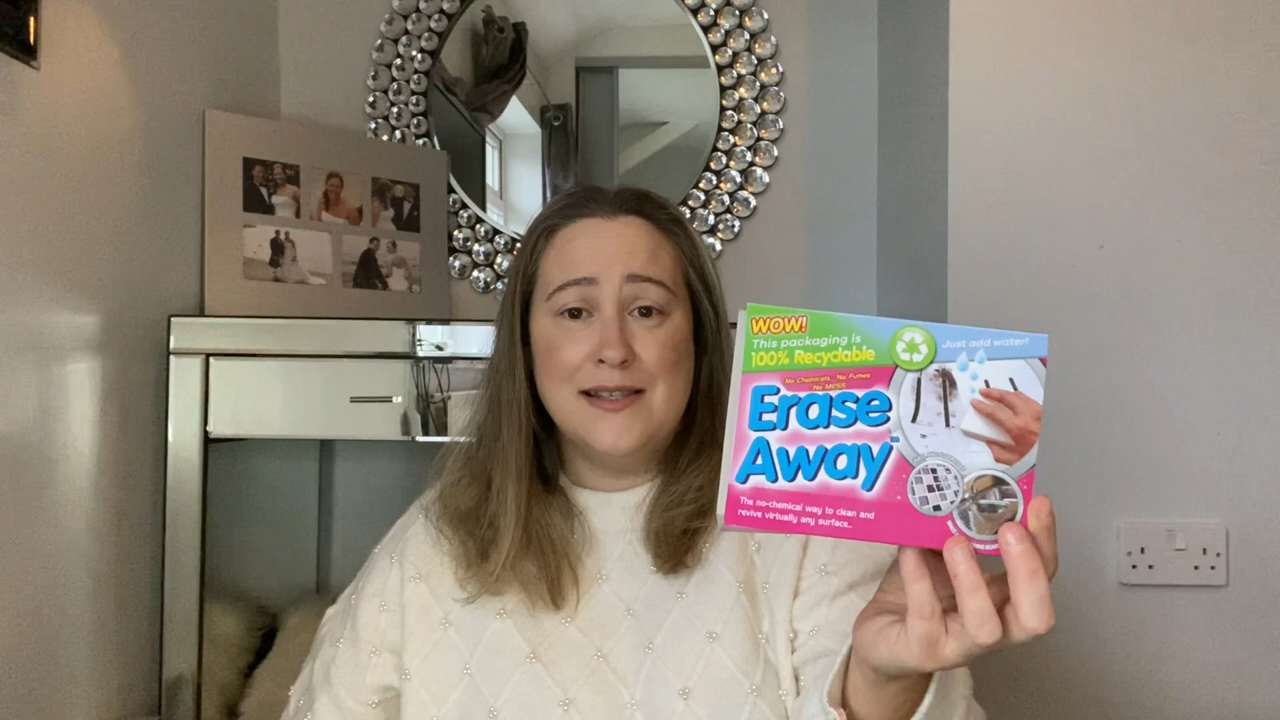 WOW!
This packaging is
100% Recyclable
Just add water!
No Chemicals No Fumes
No MESS
Erase
Away™
The no-chemical way to clean and
revive virtually any surface...